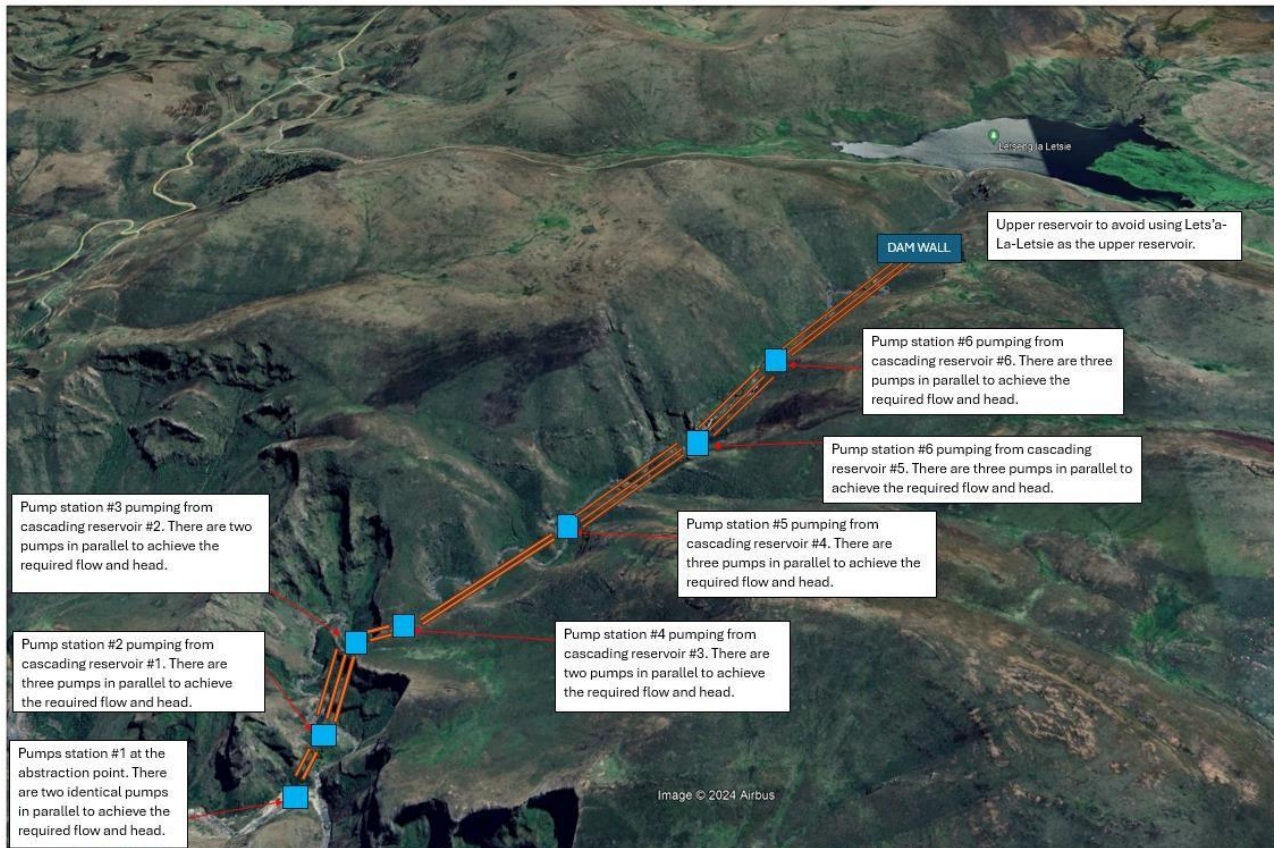 Letseng la Letsie
Upper reservoir to avoid using Lets'a-
La-Letsie as the upper reservoir.
DAM WALL
Pump station #6 pumping from
cascading reservoir #6. There are three
pumps in parallel to achieve the
required flow and head.
Pump station #6 pumping from cascading
reservoir #5. There are three pumps in parallel to
achieve the required flow and head.
Pump station #3 pumping from
cascading reservoir #2. There are two
pumps in parallel to achieve the
required flow and head.
Pump station #5 pumping from
cascading reservoir #4. There are
three pumps in parallel to achieve the
required flow and head.
Pump station #2 pumping from
cascading reservoir #1. There are
three pumps in parallel to achieve
the required flow and head.
Pump station #4 pumping from
cascading reservoir #3. There are
two pumps in parallel to achieve
the required flow and head.
Pumps station #1 at the
abstraction point. There
are two identical pumps
in parallel to achieve the
required flow and head.
Image © 2024 Airbus